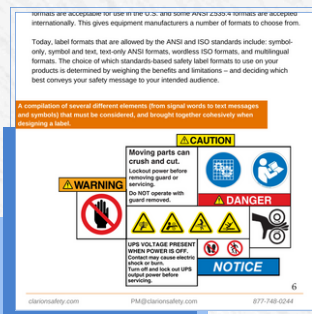 formats are acceptable for use in the U.S. and some ANSI Z535.4 formats are accepted
internationally. This gives equipment manufacturers a number of formats to choose from.
Today, label formats that are allowed by the ANSI and ISO standards include: symbol-
only, symbol and text, text-only ANSI formats, wordless ISO formats, and multilingual
formats. The choice of which standards-based safety label formats to use on your
products is determined by weighing the benefits and limitations – and deciding which
best conveys your safety message to your intended audience.
A compilation of several different elements (from signal words to text messages
and symbols) that must be considered, and brought together cohesively when
designing a label.
CAUTION
Moving parts can
crush and cut.
Lockout power before
removing guard or
servicing.
Do NOT operate with
guard removed.
WARNING
DANGER
UPS VOLTAGE PRESENT
WHEN POWER IS OFF.
Contact may cause electric
shock or burn.
Turn off and lock out UPS
output power before
servicing.
NOTICE
6
clarionsafety.com
PM@clarionsafety.com
877-748-0244